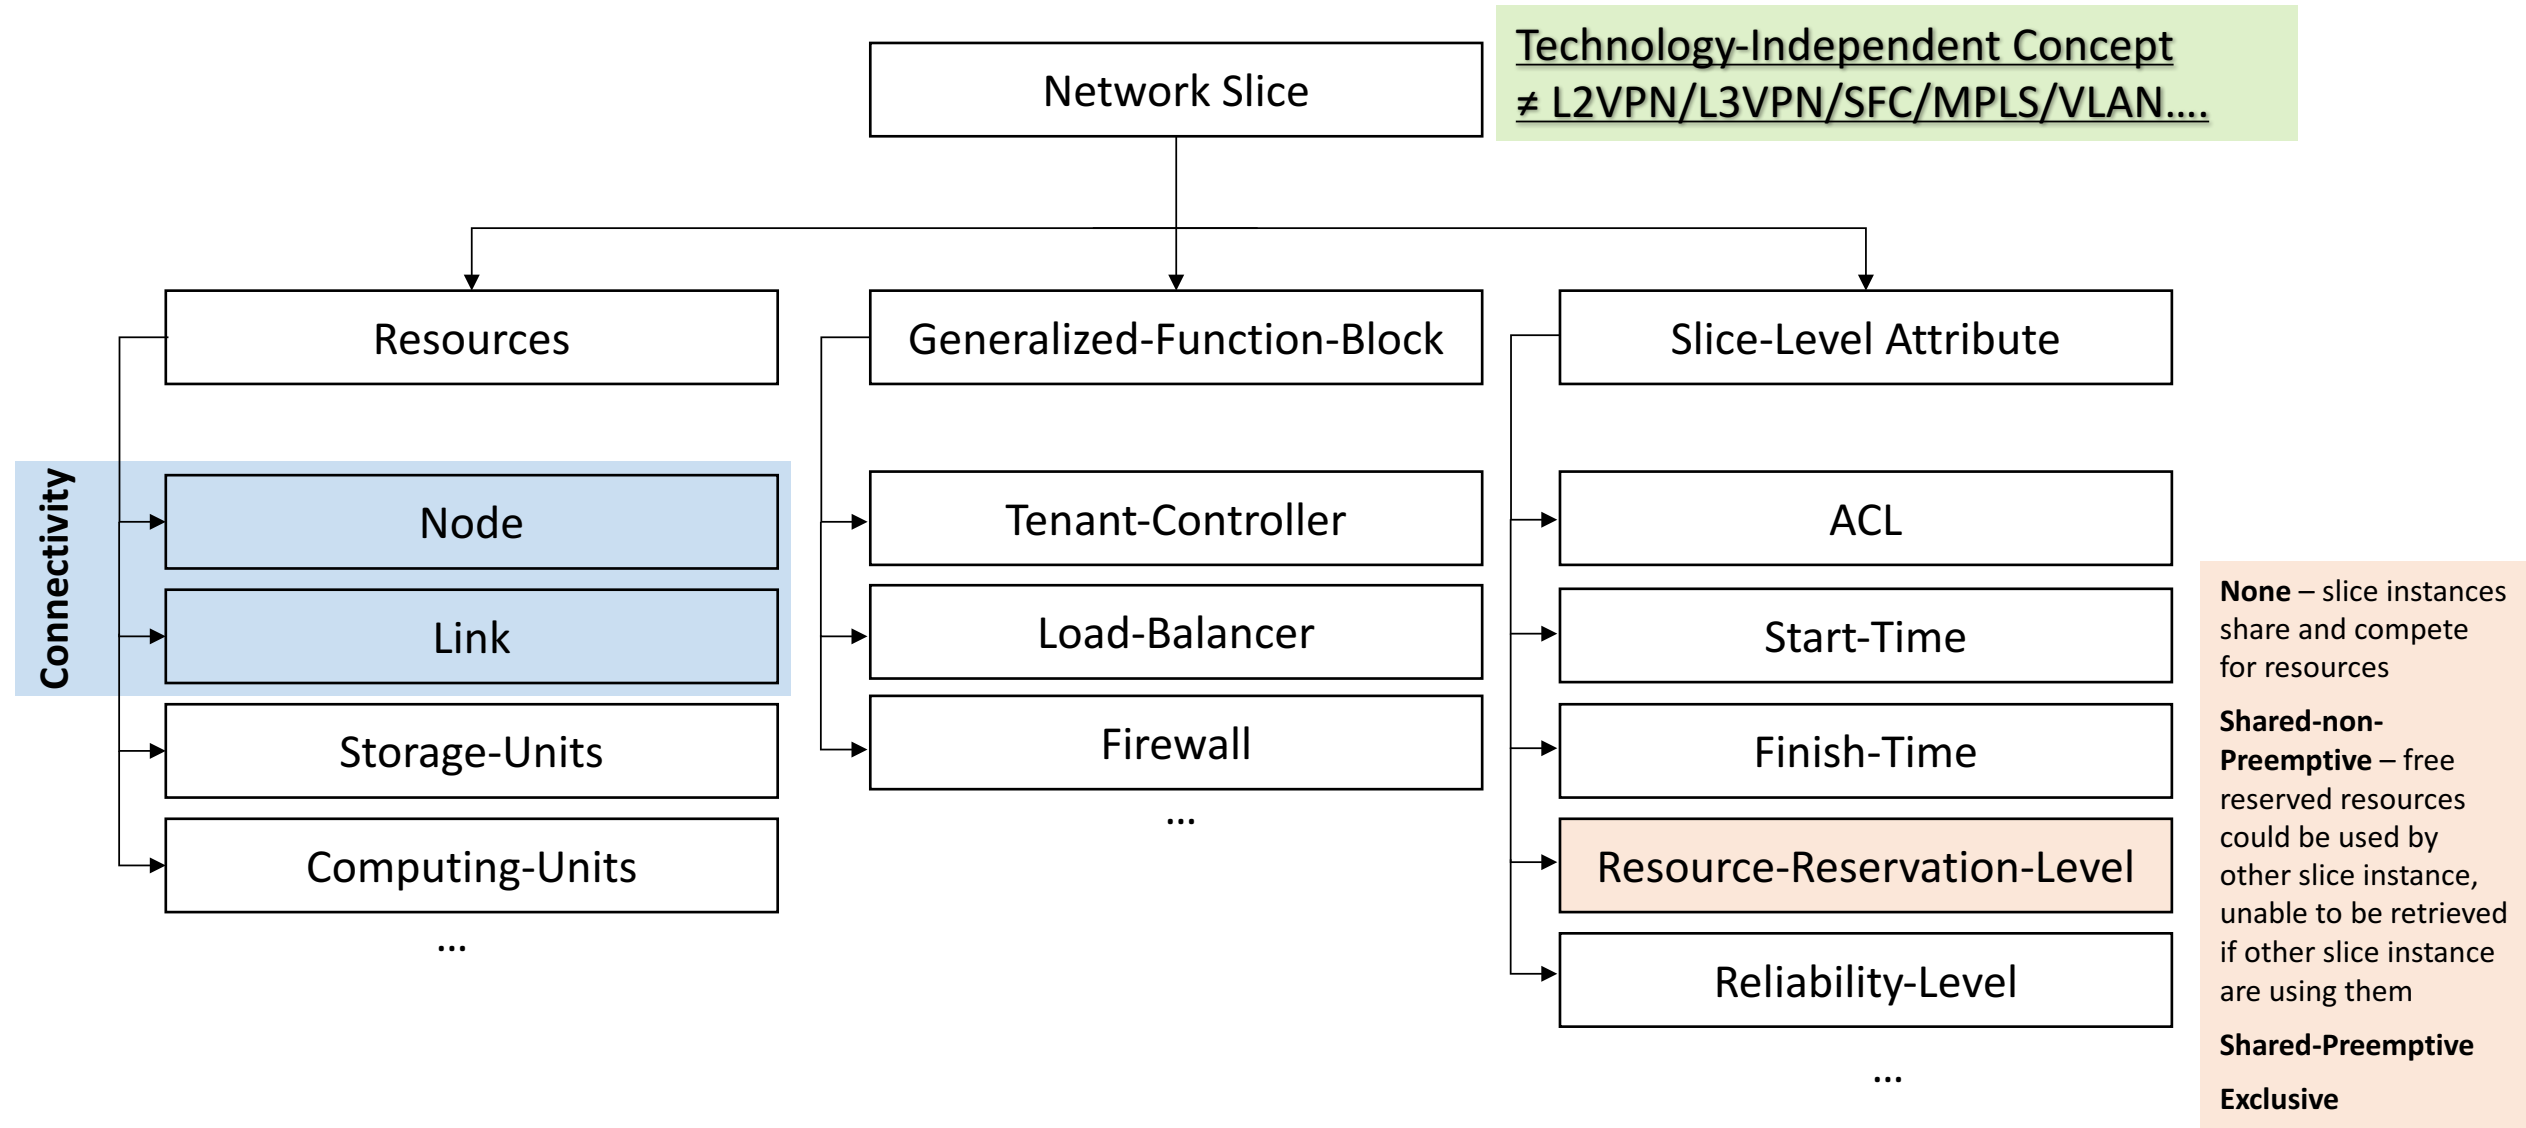 Network Slice
Technology-Independent Concept
≠ L2VPN/L3VPN/SFC/MPLS/VLAN....
Resources
Generalized-Function-Block
Slice-Level Attribute
Connectivity
Node
Link
Storage-Units
Computing-Units
...
Tenant-Controller
Load-Balancer
Firewall
...
ACL
Start-Time
Finish-Time
Resource-Reservation-Level
Reliability-Level
...
None – slice instances
share and compete
for resources
Shared-non-
Preemptive – free
reserved resources
could be used by
other slice instance,
unable to be retrieved
if other slice instance
are using them
Shared-Preemptive
Exclusive